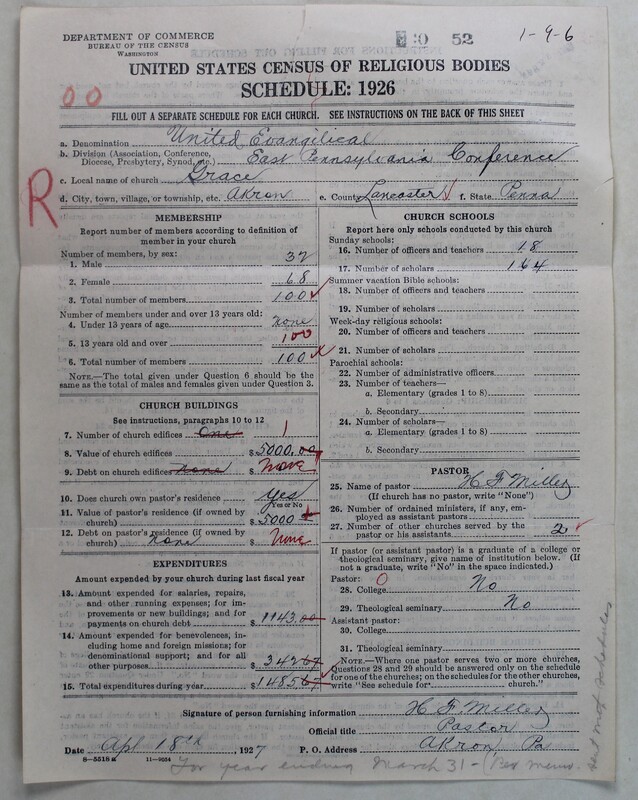 DEPARTMENT OF COMMERCE
BUREAU OF THE CENSUS
WASHINGTON
52
1-9-6
UNITED STATES CENSUS OF RELIGIOUS BODIES
SCHEDULE: 1926
00
FILL OUT A SEPARATE SCHEDULE FOR EACH CHURCH. SEE INSTRUCTIONS ON THE BACK OF THIS SHEET
a. Denomination United Evangilical
b. Division (Association, Conference, Diocese, Presbytery, Synod, etc.) East Pennsylvania Conference
c. Local name of church Grace
R
d. City, town, village, or township, etc. Akron e. County Lancaster f. State Penna
MEMBERSHIP
Report number of members according to definition of
member in your church
Number of members, by sex:
1. Male 32
2. Female 68
3. Total number of members 100
Number of members under and over 13 years old:
4. Under 13 years of age none
5. 13 years old and over 100
6. Total number of members 100
NOTE.—The total given under Question 6 should be
same as the total of males and females given under Question 3.
CHURCH BUILDINGS
See instructions, paragraphs 10 to 12
7. Number of church edifices One 1
8. Value of church edifices $ 5000.00
9. Debt on church edifices none $ None
10. Does church own pastor's residence Yes
Yes or No
11. Value of pastor's residence (if owned by
church) $ 5000
12. Debt on pastor's residence (if owned by
church) none $ None
EXPENDITURES
Amount expended by your church during last fiscal year
13. Amount expended for salaries, repairs,
and other running expenses; for im-
provements or new buildings; and for
payments on church debt $ 1143.00
14. Amount expended for benevolences, in-
cluding home and foreign missions; for
denominational support; and for all
other purposes $ 342 67
15. Total expenditures during year $ 1485 67
CHURCH SCHOOLS
Report here only schools conducted by this church
Sunday schools:
16. Number of officers and teachers 18
17. Number of scholars 164
Summer vacation Bible schools:
18. Number of officers and teachers
19. Number of scholars
Week-day religious schools:
20. Number of officers and teachers
21. Number of scholars
Parochial schools:
22. Number of administrative officers
23. Number of teachers—
a. Elementary (grades 1 to 8)
b. Secondary
24. Number of scholars—
a. Elementary (grades 1 to 8)
b. Secondary
PASTOR
25. Name of pastor H F Miller
(If church has no pastor, write "None")
26. Number of ordained ministers, if any, em-
ployed as assistant pastors
27. Number of other churches served by the
pastor or his assistants 2
If pastor (or assistant pastor) is a graduate of a college or
theological seminary, give name of institution below. (If
not a graduate, write "No" in the space indicated.)
Pastor: 0
28. College No
29. Theological seminary No
Assistant pastor:
30. College
31. Theological seminary
NOTE.—Where one pastor serves two or more churches,
Questions 28 and 29 should be answered only on the schedule
for one of the churches; on the schedules for the other churches,
write "See schedule for church."
Signature of person furnishing information H F Miller
Official title Pastor
Date Apl 18th, 1927 P. O. Address Akron Pa
8—5518a 11—9034
For year ending March 31 -